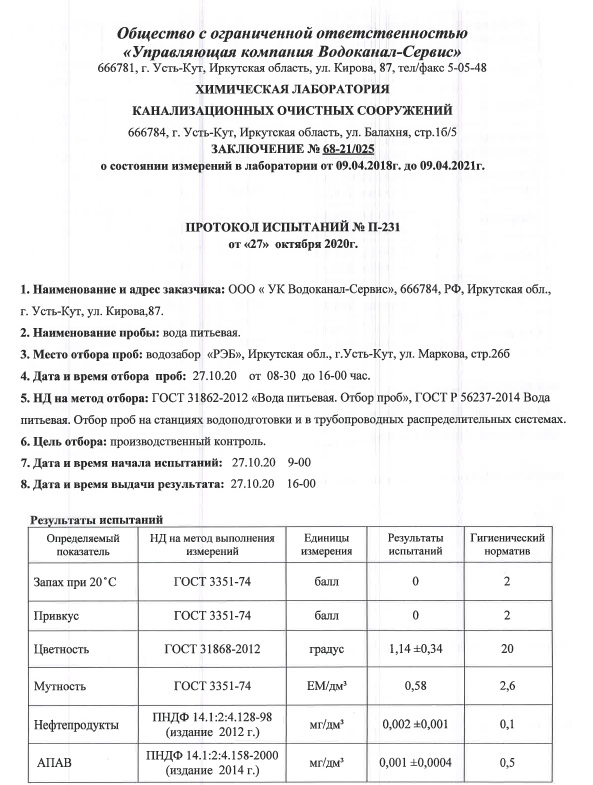 Общество с ограниченной ответственностью
«Управляющая компания Водоканал-Сервис»
666781, г. Усть-Кут, Иркутская область, ул. Кирова, 87, тел/факс 5-05-48
ХИМИЧЕСКАЯ ЛАБОРАТОРИЯ
КАНАЛИЗАЦИОННЫХ ОЧИСТНЫХ СООРУЖЕНИЙ
666784, г. Усть-Кут, Иркутская область, ул. Балахня, стр.1б/5
ЗАКЛЮЧЕНИЕ № 68-21/025
о состоянии измерений в лаборатории от 09.04.2018г. до 09.04.2021г.
ПРОТОКОЛ ИСПЫТАНИЙ № П-231
от «27» октября 2020г.
1. Наименование и адрес заказчика: ООО « УК Водоканал-Сервис», 666784, РФ, Иркутская обл.,
г. Усть-Кут, ул. Кирова,87.
2. Наименование пробы: вода питьевая.
3. Место отбора проб: водозабор «РЭБ», Иркутская обл., г.Усть-Кут, ул. Маркова, стр.26б
4. Дата и время отбора проб: 27.10.20 от 08-30 до 16-00 час.
5. НД на метод отбора: ГОСТ 31862-2012 «Вода питьевая. Отбор проб», ГОСТ Р 56237-2014 Вода
питьевая. Отбор проб на станциях водоподготовки и в трубопроводных распределительных системах.
6. Цель отбора: производственный контроль.
7. Дата и время начала испытаний: 27.10.20 9-00
8. Дата и время выдачи результата: 27.10.20 16-00
Результаты испытаний
Определяемый показатель НД на метод выполнения измерений Единицы измерения Результаты испытаний Гигиенический норматив
Запах при 20˚С ГОСТ 3351-74 балл 0 2
Привкус ГОСТ 3351-74 балл 0 2
Цветность ГОСТ 31868-2012 градус 1,14 ±0,34 20
Мутность ГОСТ 3351-74 ЕМ/дм³ 0,58 2,6
Нефтепродукты ПНДФ 14.1:2:4.128-98 (издание 2012 г.) мг/дм³ 0,002 ±0,001 0,1
АПАВ ПНДФ 14.1:2:4.158-2000 (издание 2014 г.) мг/дм³ 0,001 ±0,0004 0,5